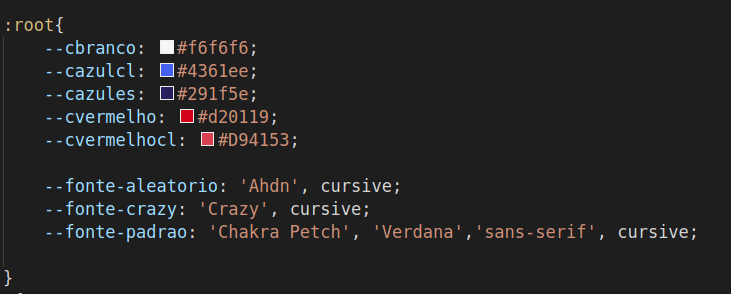 :root{
--cbranco: #f6f6f6;
--cazulcl: #4361ee;
--cazules: #291f5e;
--cvermelho: #d20119;
--cvermelhocl: #D94153;
--fonte-aleatorio: 'Ahdn', cursive;
--fonte-crazy: 'Crazy', cursive;
--fonte-padrao: 'Chakra Petch', 'Verdana','sans-serif', cursive;
}